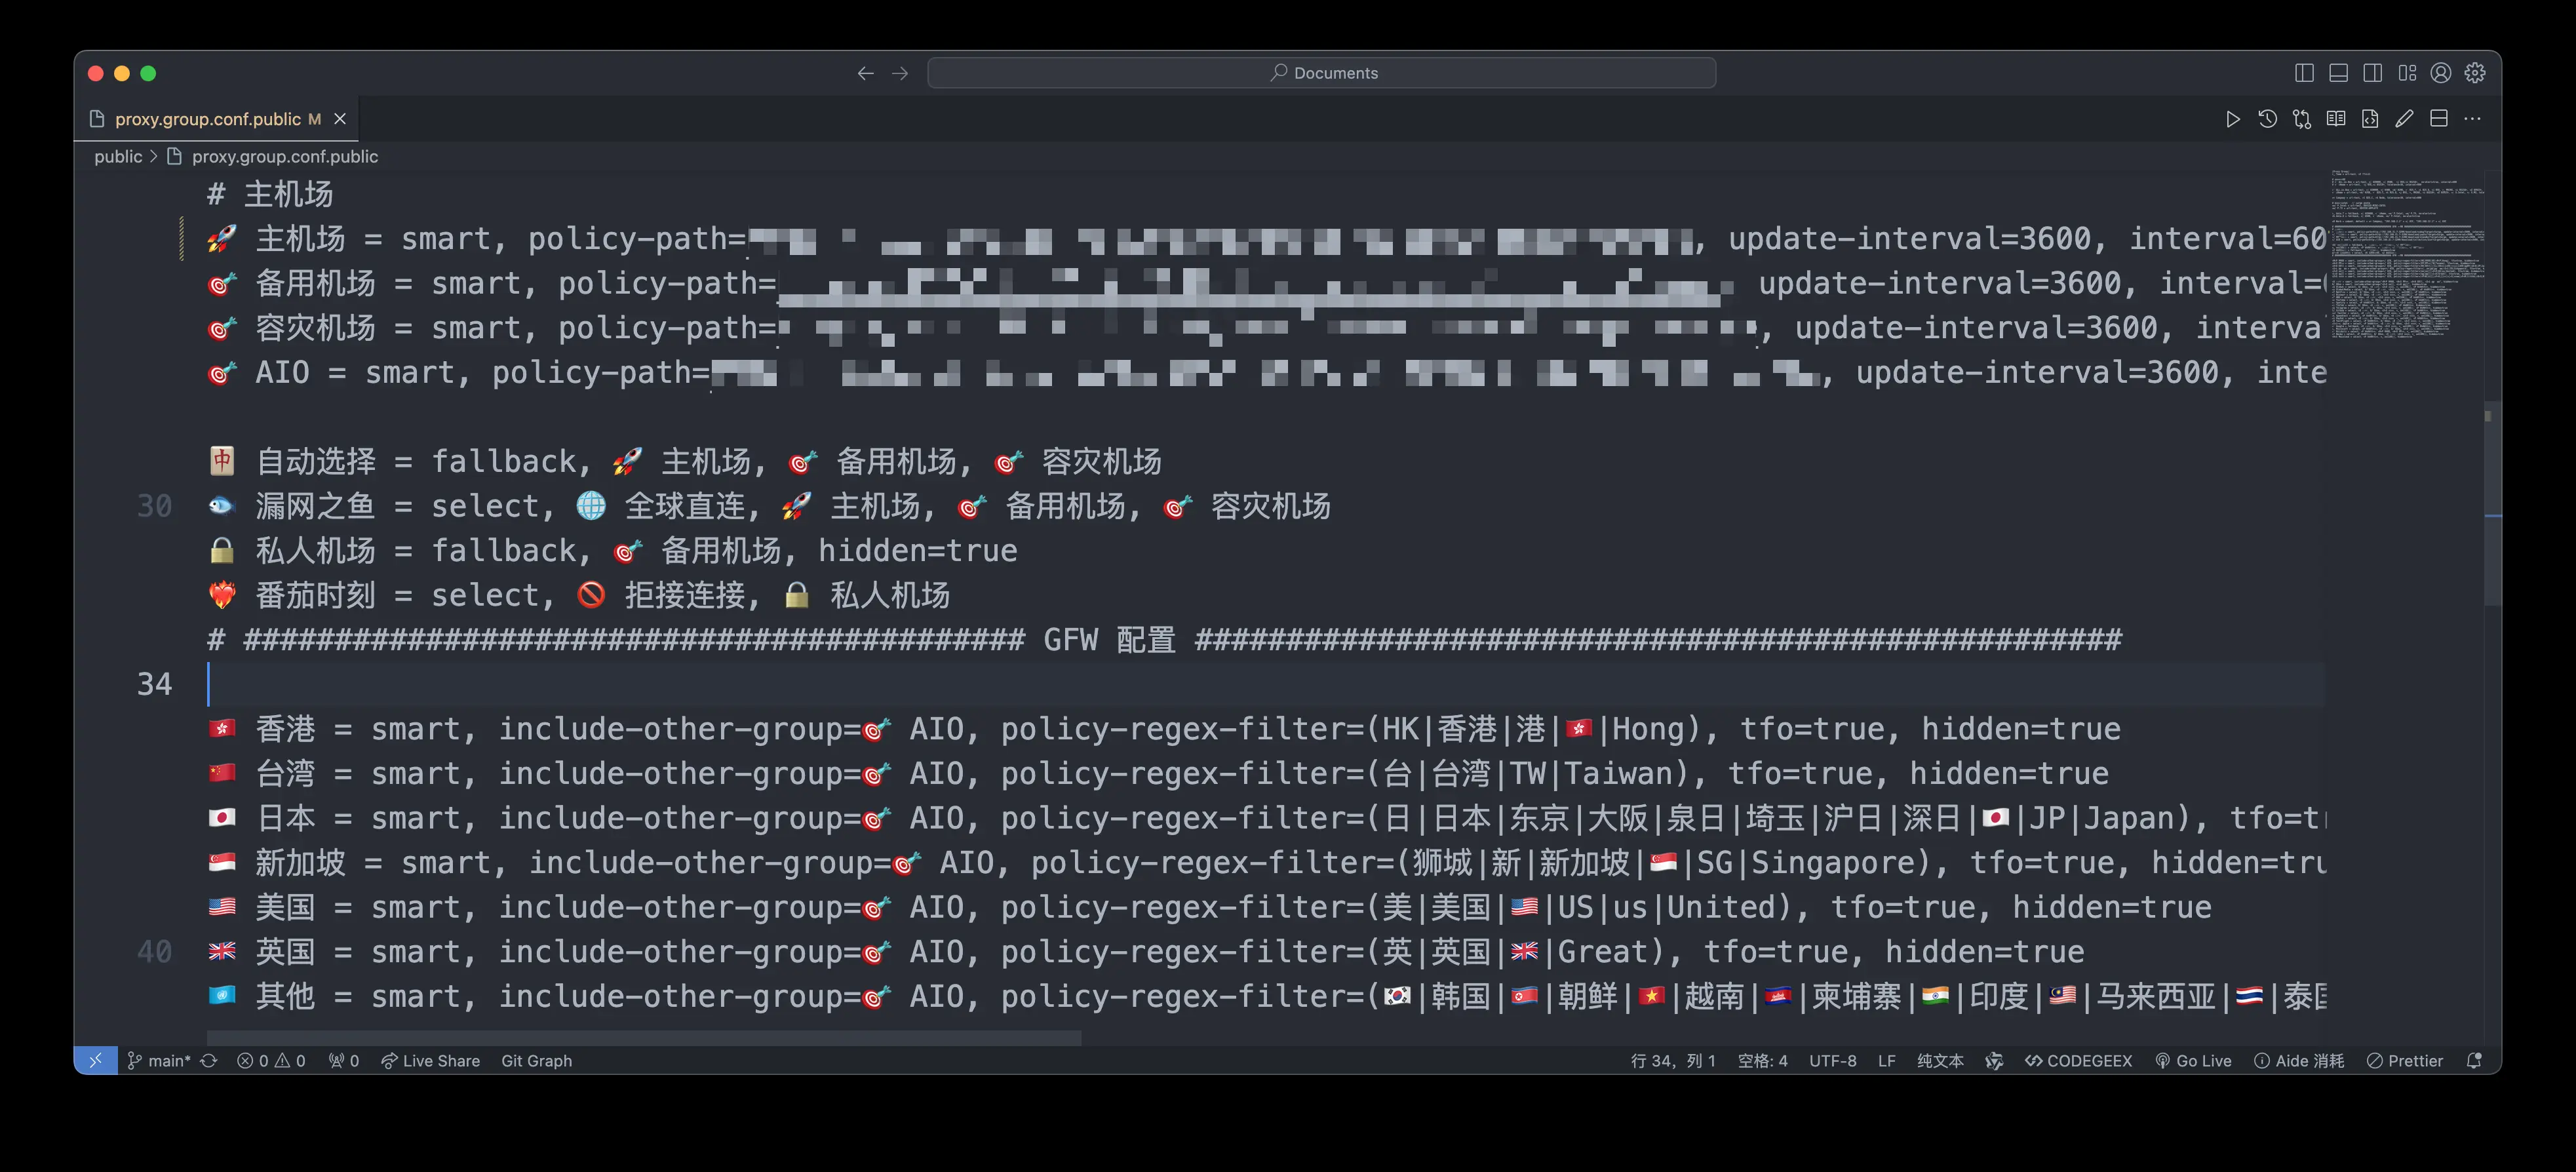 Documents
proxy.group.conf.public M
public > proxy.group.conf.public
# 主机场
🚀 主机场 = smart, policy-path=, update-interval=3600, interval=60
🎯 备用机场 = smart, policy-path= update-interval=3600, interval=
🎯 容灾机场 = smart, policy-path=, update-interval=3600, interva
🎯 AIO = smart, policy-path=, update-interval=3600, inte
🀄 自动选择 = fallback, 🚀 主机场, 🎯 备用机场, 🎯 容灾机场
30 🐟 漏网之鱼 = select, 🌐 全球直连, 🚀 主机场, 🎯 备用机场, 🎯 容灾机场
🔒 私人机场 = fallback, 🎯 备用机场, hidden=true
❤️‍🔥 番茄时刻 = select, 🚫 拒接连接, 🔒 私人机场
# ########################################### GFW 配置 ###################################################
34
🇭🇰 香港 = smart, include-other-group=🎯 AIO, policy-regex-filter=(HK|香港|港|🇭🇰|Hong), tfo=true, hidden=true
🇨🇳 台湾 = smart, include-other-group=🎯 AIO, policy-regex-filter=(台|台湾|TW|Taiwan), tfo=true, hidden=true
🇯🇵 日本 = smart, include-other-group=🎯 AIO, policy-regex-filter=(日|日本|东京|大阪|泉日|埼玉|沪日|深日|🇯🇵|JP|Japan), tfo=tr
🇸🇬 新加坡 = smart, include-other-group=🎯 AIO, policy-regex-filter=(狮城|新|新加坡|🇸🇬|SG|Singapore), tfo=true, hidden=tru
🇺🇸 美国 = smart, include-other-group=🎯 AIO, policy-regex-filter=(美|美国|🇺🇸|US|us|United), tfo=true, hidden=true
40 🇬🇧 英国 = smart, include-other-group=🎯 AIO, policy-regex-filter=(英|英国|🇬🇧|Great), tfo=true, hidden=true
🇺🇳 其他 = smart, include-other-group=🎯 AIO, policy-regex-filter=(🇰🇷|韩国|🇰🇵|朝鲜|🇻🇳|越南|🇰🇭|柬埔寨|🇮🇳|印度|🇲🇾|马来西亚|🇹🇭|泰国
main* 0 0 0 Live Share Git Graph 行 34, 列 1 空格: 4 UTF-8 LF 纯文本 CODEGEEX Go Live Aide 消耗 Prettier